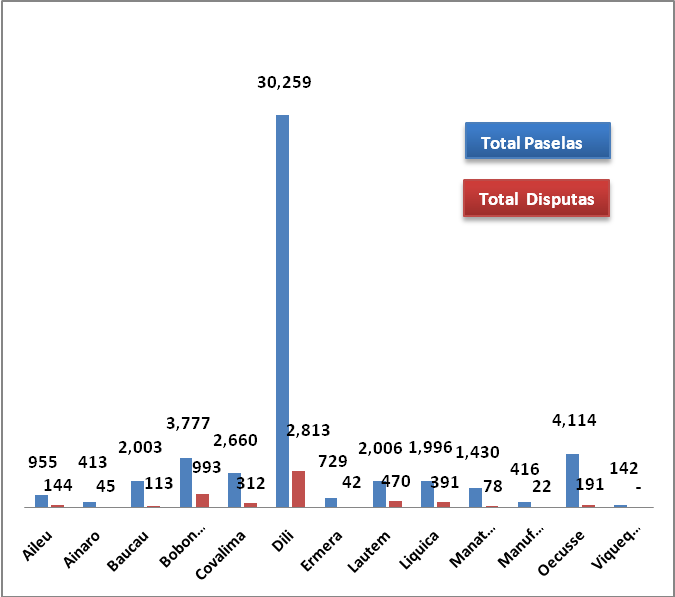 30,259
Total Paselas
Total Disputas
955
144
413
45
2,003
113
3,777
993
2,660
312
2,813
729
42
2,006
470
1,996
391
1,430
78
416
22
4,114
191
142
-
Aileu
Ainaro
Baucau
Bobon...
Covalima
Dili
Ermera
Lautem
Liquica
Manat...
Manuf...
Oecusse
Viqueq...